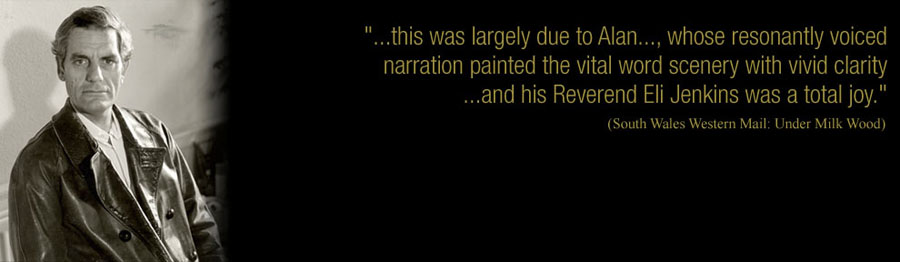 "...this was largely due to Alan..., whose resonantly voiced
narration painted the vital word scenery with vivid clarity
...and his Reverend Eli Jenkins was a total joy."
(South Wales Western Mail: Under Milk Wood)